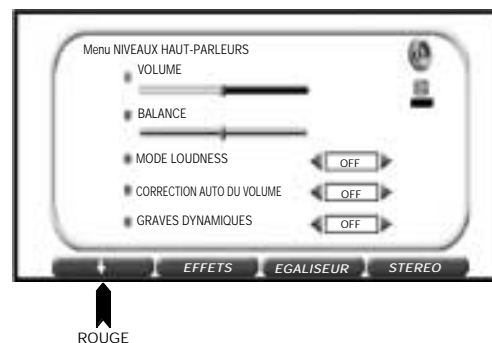 Menu NIVEAUX HAUT-PARLEURS
VOLUME
BALANCE
MODE LOUDNESS OFF
CORRECTION AUTO DU VOLUME OFF
GRAVES DYNAMIQUES OFF
EFFETS EGALISEUR STEREO
ROUGE